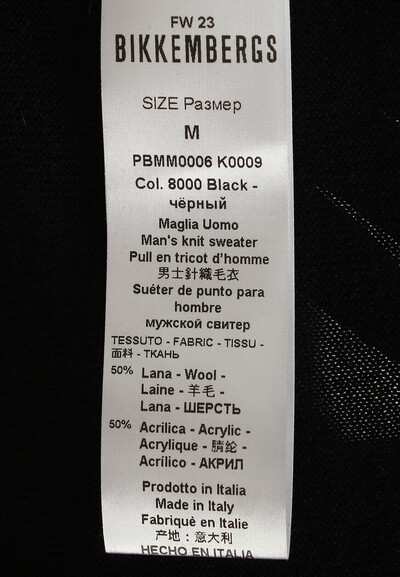 FW 23
BIKKEMBERGS
SIZE Размер
M
PBMM0006 K0009
Col. 8000 Black -
чёрный
Maglia Uomo
Man's knit sweater
Pull en tricot d'homme
男士針織毛衣
Suéter de punto para
hombre
мужской свитер
TESSUTO - FABRIC - TISSU -
面料 - ТКАНЬ
50% Lana - Wool -
Laine - 羊毛 -
Lana - ШЕРСТЬ
50% Acrilica - Acrylic -
Acrylique - 腈纶 -
Acrílico - АКРИЛ
Prodotto in Italia
Made in Italy
Fabriquè en Italie
产地：意大利
HECHO EN ITALIA